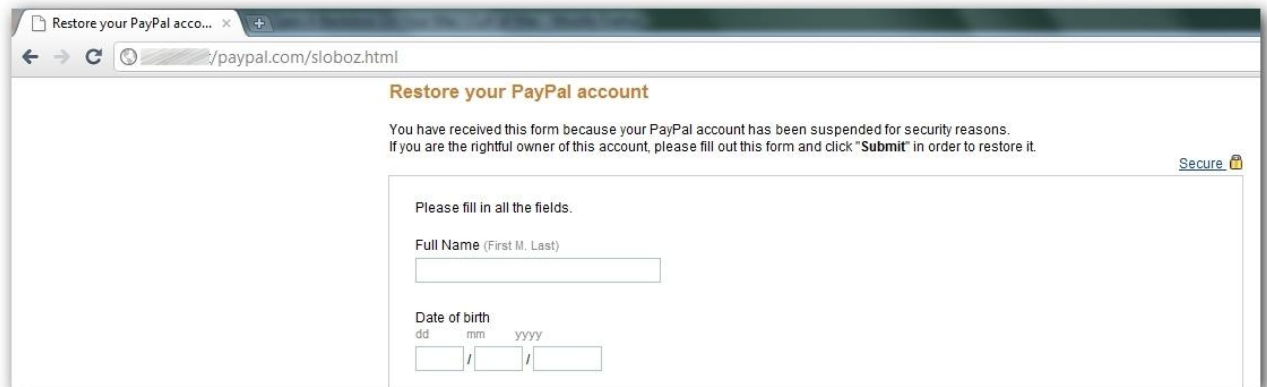 Restore your PayPal acco...
/paypal.com/sloboz.html
Restore your PayPal account
You have received this form because your PayPal account has been suspended for security reasons.
If you are the rightful owner of this account, please fill out this form and click "Submit" in order to restore it.
Secure
Please fill in all the fields.
Full Name (First M. Last)
Date of birth
dd mm yyyy
/ /